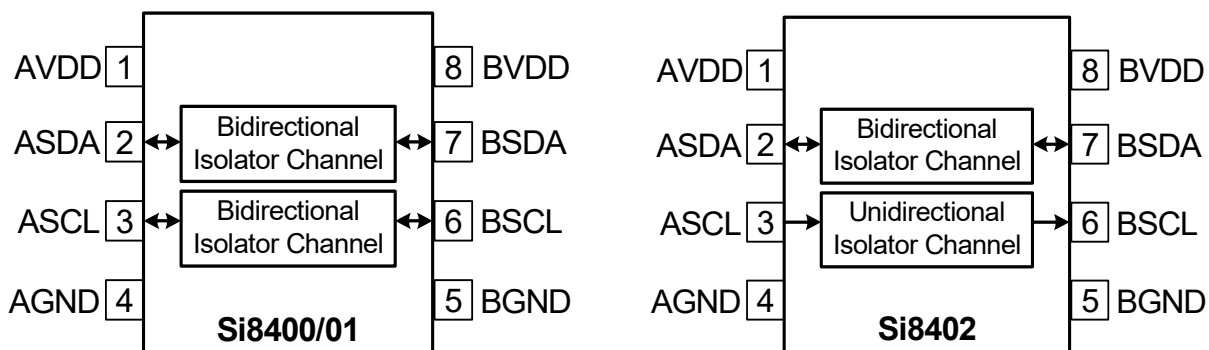 AVDD 1
8 BVDD
ASDA 2
Bidirectional
Isolator Channel
7 BSDA
ASCL 3
Bidirectional
Isolator Channel
6 BSCL
AGND 4
5 BGND
Si8400/01
AVDD 1
8 BVDD
ASDA 2
Bidirectional
Isolator Channel
7 BSDA
ASCL 3
Unidirectional
Isolator Channel
6 BSCL
AGND 4
5 BGND
Si8402